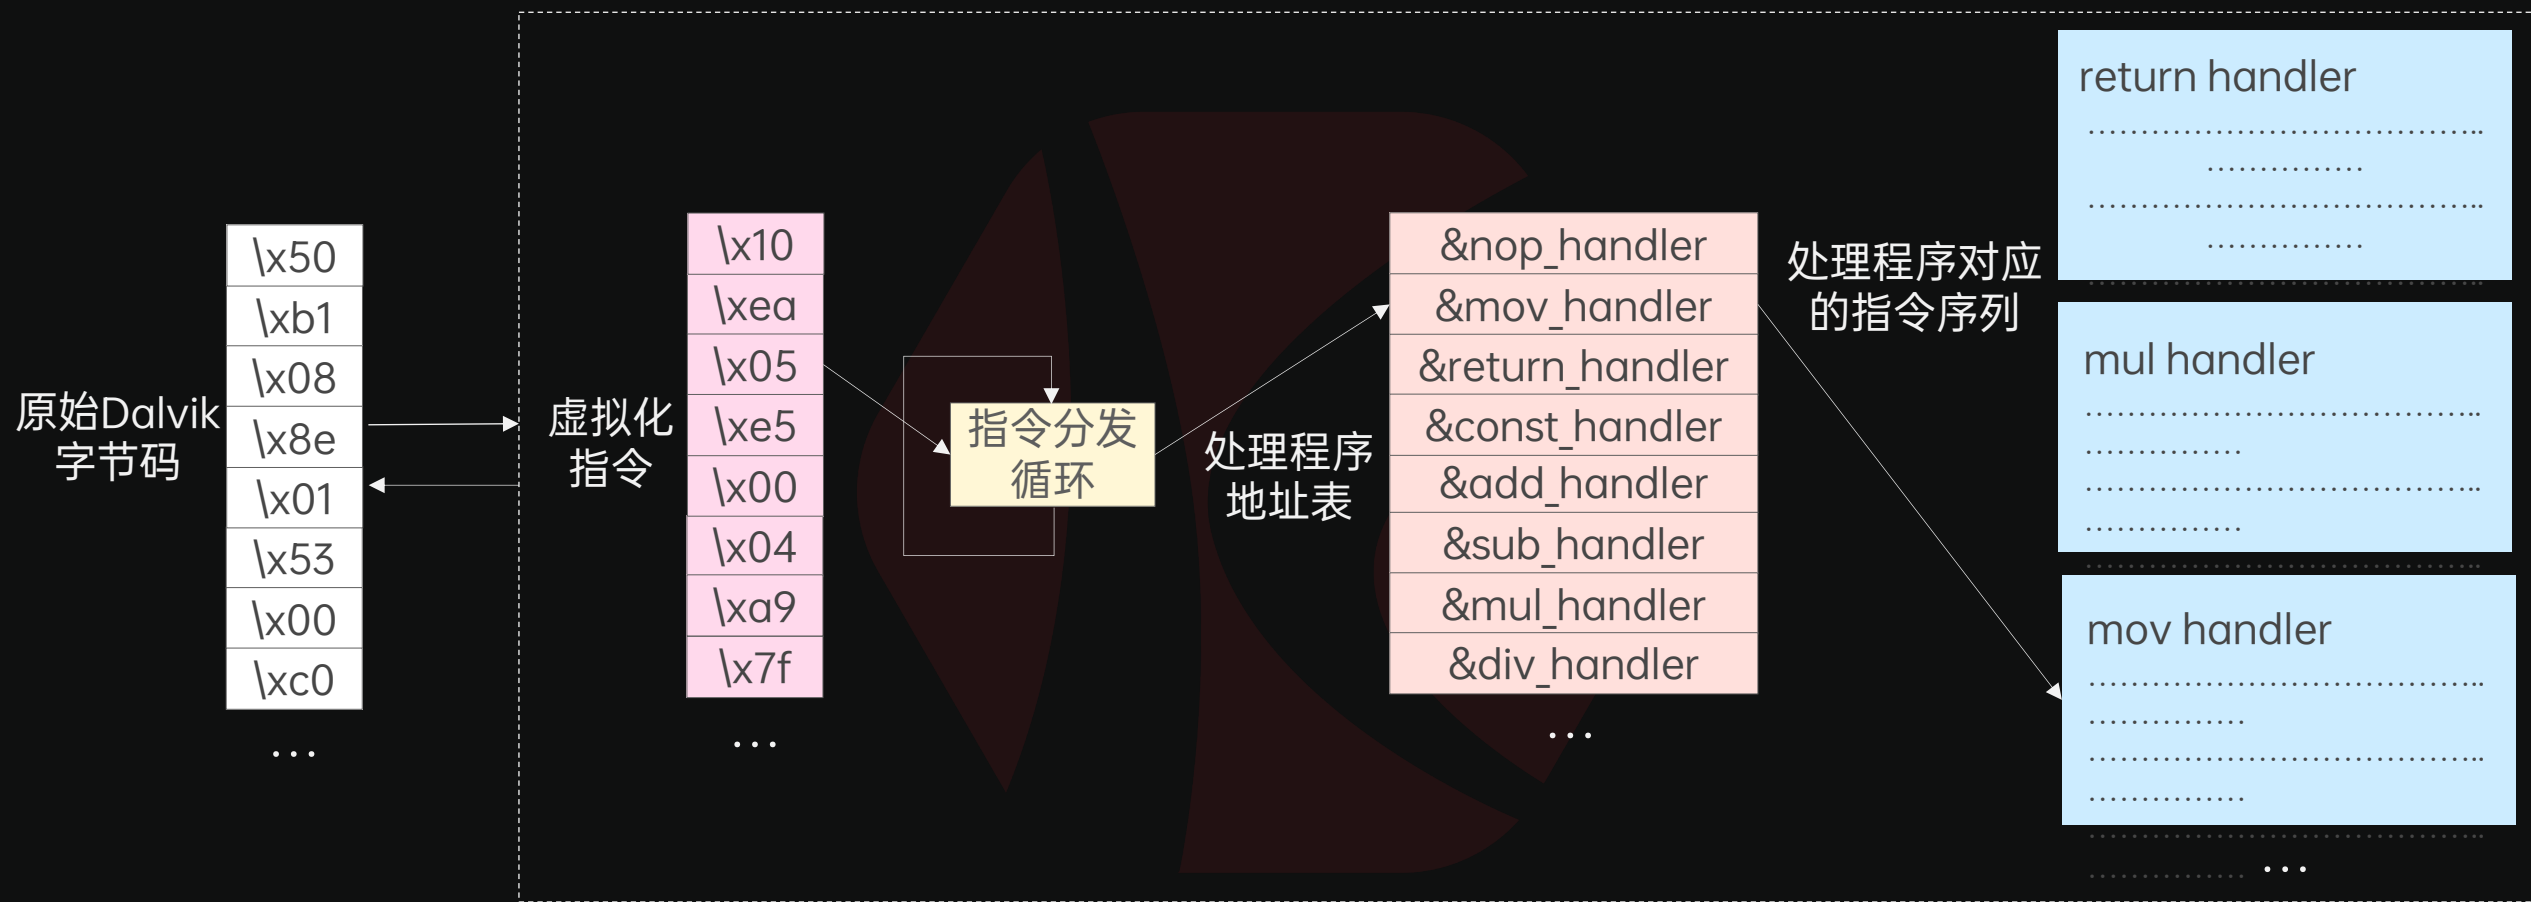 原始Dalvik
字节码
\x50
\xb1
\x08
\x8e
\x01
\x53
\x00
\xc0
...
虚拟化
指令
\x10
\xea
\x05
\xe5
\x00
\x04
\xa9
\x7f
...
指令分发
循环
处理程序
地址表
&nop_handler
&mov_handler
&return_handler
&const_handler
&add_handler
&sub_handler
&mul_handler
&div_handler
...
处理程序对应
的指令序列
return handler
mul handler
mov handler
...